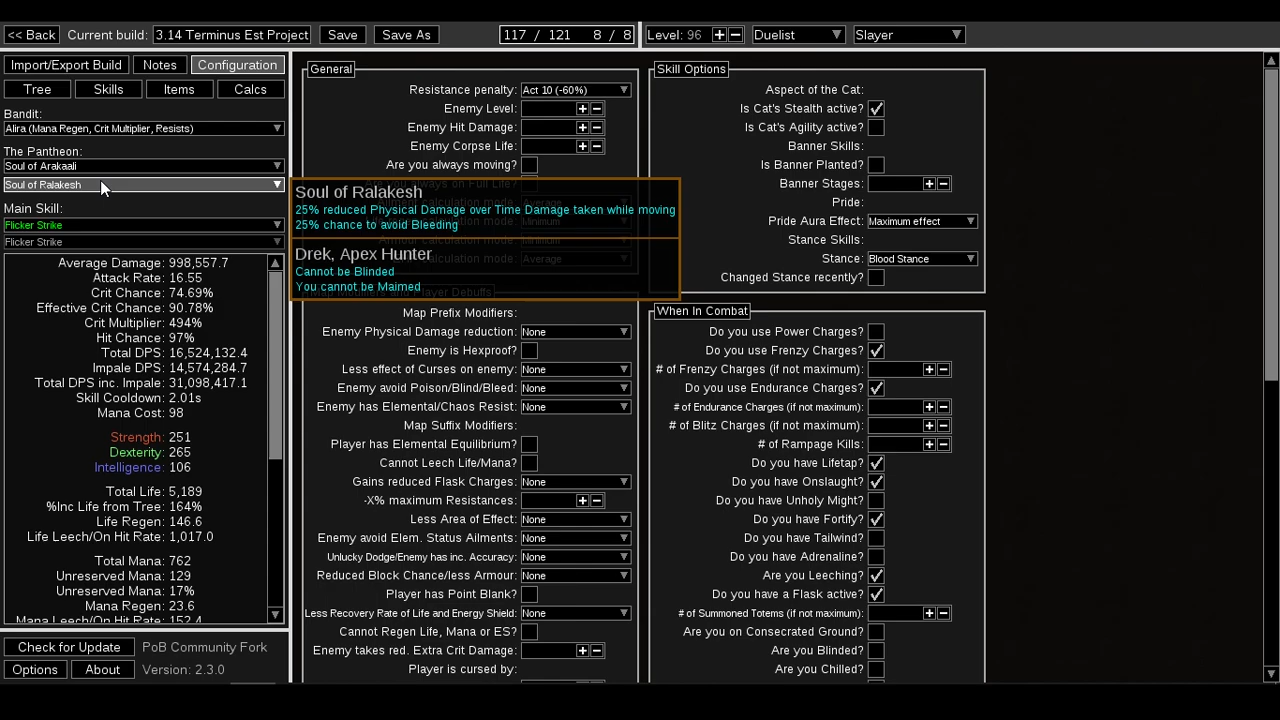 << Back Current build: 3.14 Terminus Est Project Save Save As 117 / 121 8 / 8 Level: 96 Duelist Slayer
Import/Export Build Notes Configuration
Tree Skills Items Calcs
Bandit:
Alira (Mana Regen, Crit Multiplier, Resists)
The Pantheon:
Soul of Arakaali
Soul of Ralakesh
Main Skill:
Flicker Strike
Flicker Strike
Average Damage: 998,557.7
Attack Rate: 16.55
Crit Chance: 74.69%
Effective Crit Chance: 90.78%
Crit Multiplier: 494%
Hit Chance: 97%
Total DPS: 16,524,132.4
Impale DPS: 14,574,284.7
Total DPS inc. Impale: 31,098,417.1
Skill Cooldown: 2.01s
Mana Cost: 98
Strength: 251
Dexterity: 265
Intelligence: 106
Total Life: 5,189
%Inc Life from Tree: 164%
Life Regen: 146.6
Life Leech/On Hit Rate: 1,017.0
Total Mana: 762
Unreserved Mana: 129
Unreserved Mana: 17%
Mana Regen: 23.6
Mana Leech/On Hit Rate: 152.4
Check for Update PoB Community Fork
Options About Version: 2.3.0
General
Resistance penalty: Act 10 (-60%)
Enemy Level:
Enemy Hit Damage:
Enemy Corpse Life:
Are you always moving?
Are you always on Full Life?
Soul of Ralakesh
25% reduced Physical Damage over Time Damage taken while moving
25% chance to avoid Bleeding
Drek, Apex Hunter
Cannot be Blinded
You cannot be Maimed
Map Modifiers and Player Debuffs
Map Prefix Modifiers:
Enemy Physical Damage reduction: None
Enemy is Hexproof?
Less effect of Curses on enemy: None
Enemy avoid Poison/Blind/Bleed: None
Enemy has Elemental/Chaos Resist: None
Map Suffix Modifiers:
Player has Elemental Equilibrium?
Cannot Leech Life/Mana?
Gains reduced Flask Charges: None
-X% maximum Resistances:
Less Area of Effect: None
Enemy avoid Elem. Status Ailments: None
Unlucky Dodge/Enemy has inc. Accuracy: None
Reduced Block Chance/less Armour: None
Player has Point Blank?
Less Recovery Rate of Life and Energy Shield: None
Cannot Regen Life, Mana or ES?
Enemy takes red. Extra Crit Damage:
Player is cursed by:
Skill Options
Aspect of the Cat:
Is Cat's Stealth active?
Is Cat's Agility active?
Banner Skills:
Is Banner Planted?
Banner Stages:
Pride:
Pride Aura Effect: Maximum effect
Stance Skills:
Stance: Blood Stance
Changed Stance recently?
When In Combat
Do you use Power Charges?
Do you use Frenzy Charges?
# of Frenzy Charges (if not maximum):
Do you use Endurance Charges?
# of Endurance Charges (if not maximum):
# of Blitz Charges (if not maximum):
# of Rampage Kills:
Do you have Lifetap?
Do you have Onslaught?
Do you have Unholy Might?
Do you have Fortify?
Do you have Tailwind?
Do you have Adrenaline?
Are you Leeching?
Do you have a Flask active?
# of Summoned Totems (if not maximum):
Are you on Consecrated Ground?
Are you Blinded?
Are you Chilled?